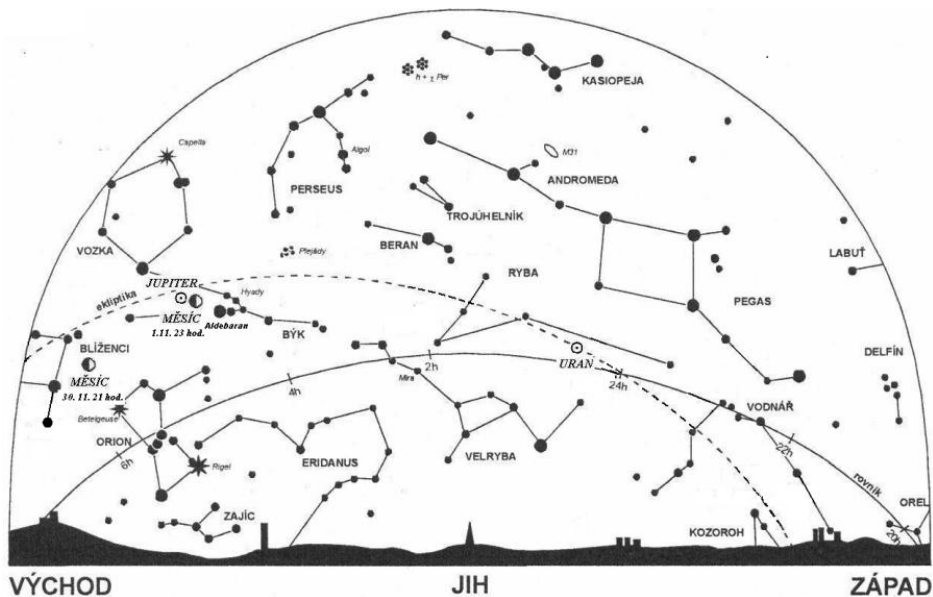 KASIOPEJA
h + χ Per
Capella
Algol
M31
PERSEUS
ANDROMEDA
TROJÚHELNÍK
VOZKA
Plejády
BERAN
LABUŤ
RYBA
ekliptika
JUPITER
Hyady
PEGAS
MĚSÍC
1.11. 23 hod.
Aldebaran
BÝK
BLÍŽENCI
URAN
DELFÍN
MĚSÍC
30. 11. 21 hod.
2h
Mira
24h
4h
Betelgeuse
VODNÁŘ
ORION
6h
Rigel
ERIDANUS
VELRYBA
22h
rovník
ZAJÍC
KOZOROH
OREL
20h
VÝCHOD
JIH
ZÁPAD